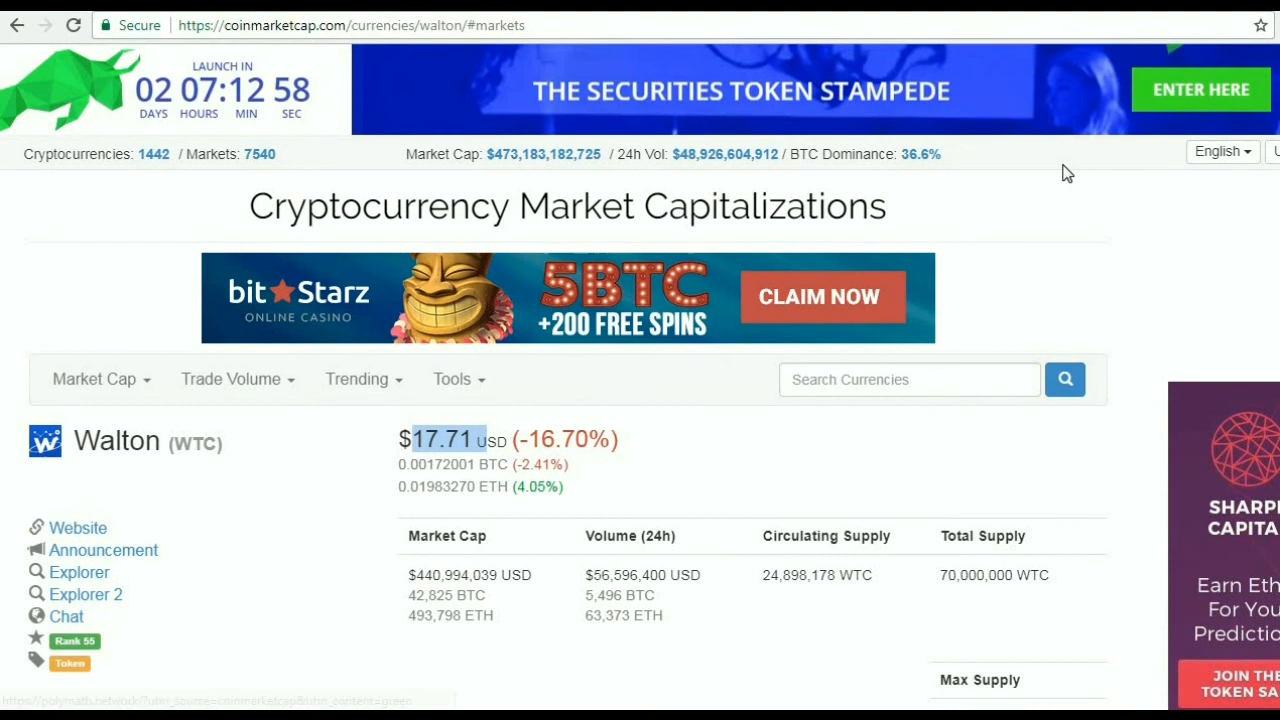 Secure https://coinmarketcap.com/currencies/walton/#markets
LAUNCH IN
02 07:12 58
DAYS HOURS MIN SEC
THE SECURITIES TOKEN STAMPEDE
ENTER HERE
Cryptocurrencies: 1442 / Markets: 7540
Market Cap: $473,183,182,725 / 24h Vol: $48,926,604,912 / BTC Dominance: 36.6%
English
Cryptocurrency Market Capitalizations
bit Starz
ONLINE CASINO
5BTC
+200 FREE SPINS
CLAIM NOW
Market Cap Trade Volume Trending Tools
Search Currencies
Walton (WTC)
$17.71 USD (-16.70%)
0.00172001 BTC (-2.41%)
0.01983270 ETH (4.05%)
Website
Announcement
Explorer
Explorer 2
Chat
Rank 55
Token
Market Cap Volume (24h) Circulating Supply Total Supply
$440,994,039 USD $56,596,400 USD 24,898,178 WTC 70,000,000 WTC
42,825 BTC 5,496 BTC
493,798 ETH 63,373 ETH
Max Supply
SHARP
CAPITA
Earn Eth
For You
Predictio
JOIN THE
TOKEN SA
https://polymath.network/?utm_source=coinmarketcap&utm_content=green